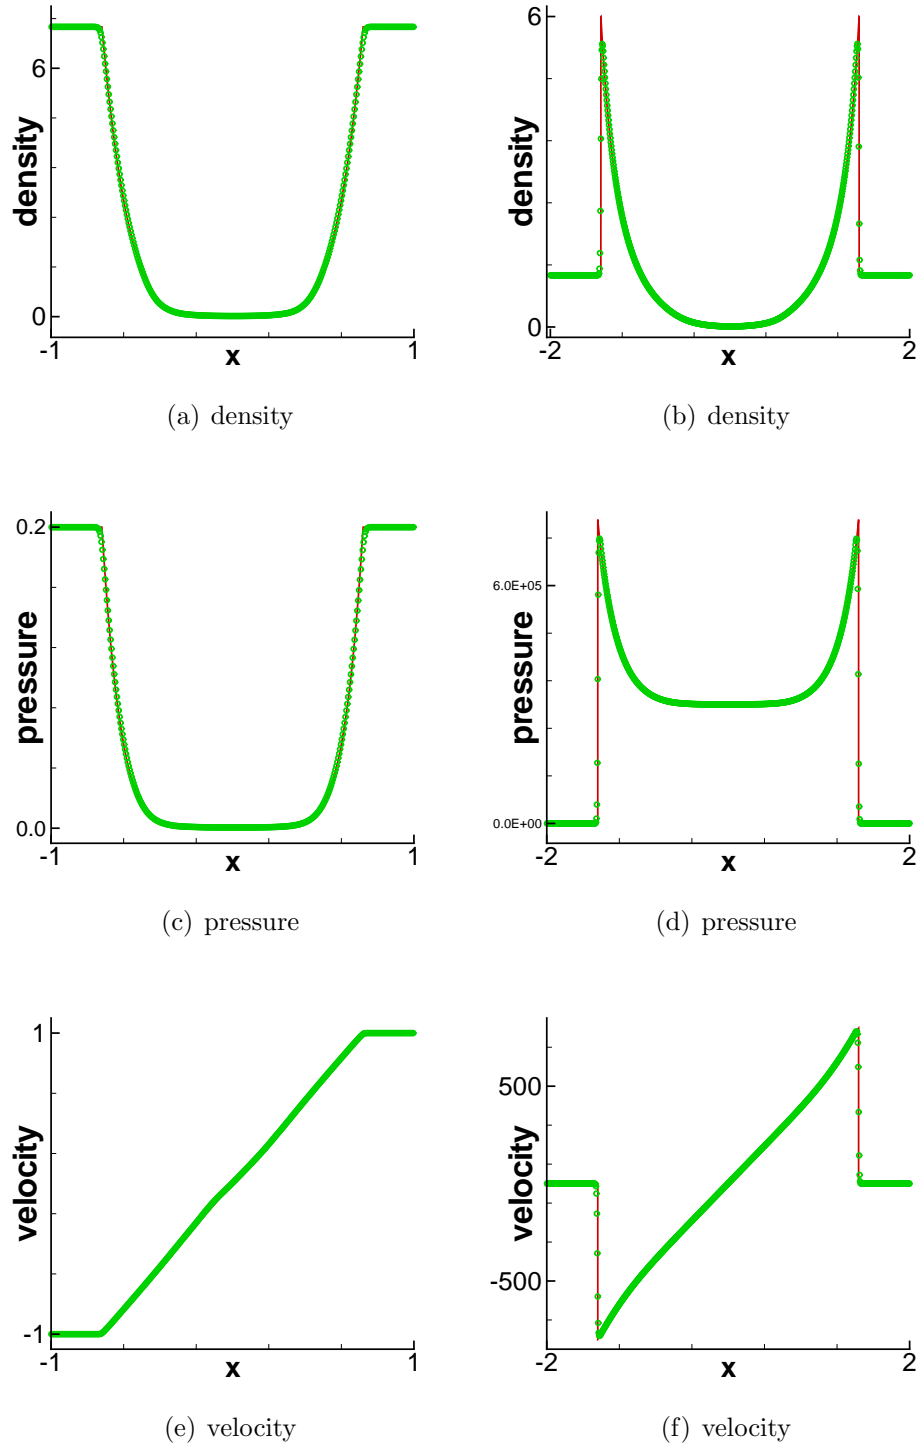 density
6
0
-1
x
1
(a) density
density
6
0
-2
x
2
(b) density
pressure
0.2
0.0
-1
x
1
(c) pressure
pressure
6.0E+05
0.0E+00
-2
x
2
(d) pressure
velocity
1
-1
-1
x
1
(e) velocity
velocity
500
-500
-2
x
2
(f) velocity